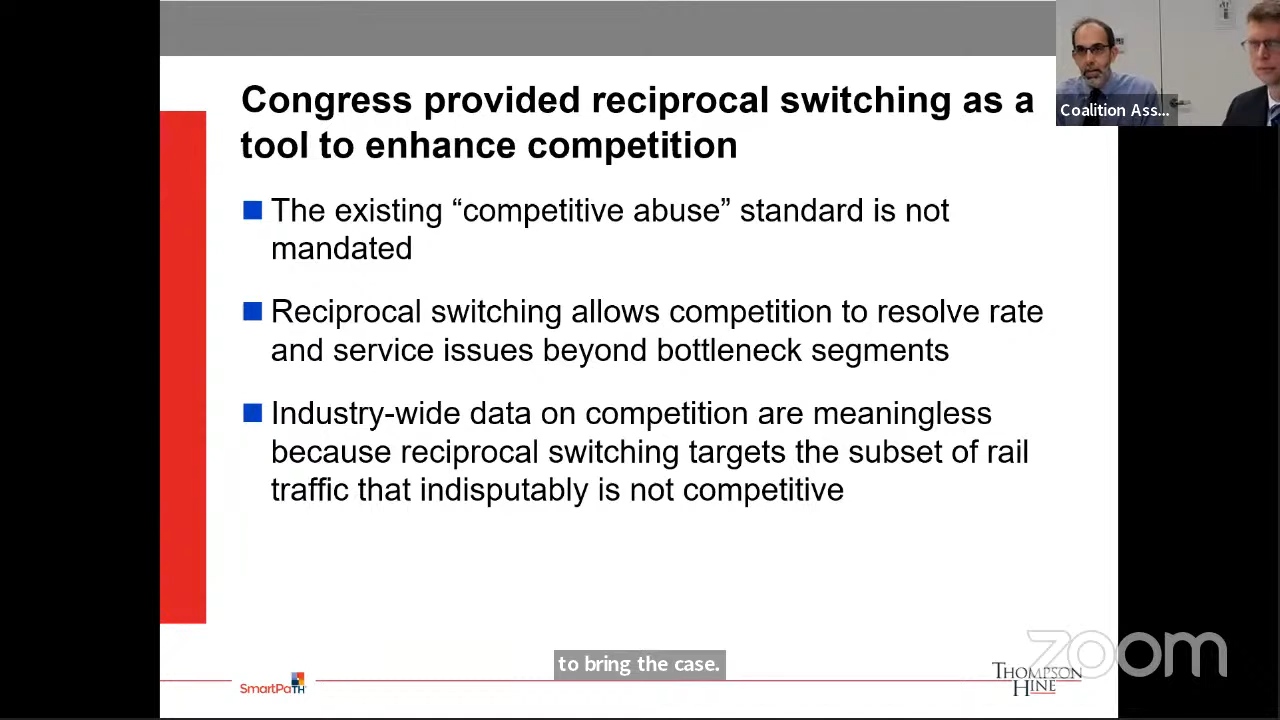 Congress provided reciprocal switching as a
tool to enhance competition
Coalition Ass...
The existing “competitive abuse” standard is not
mandated
Reciprocal switching allows competition to resolve rate
and service issues beyond bottleneck segments
Industry-wide data on competition are meaningless
because reciprocal switching targets the subset of rail
traffic that indisputably is not competitive
to bring the case.
zoom
SmartPaTH
THOMPSON
HINE